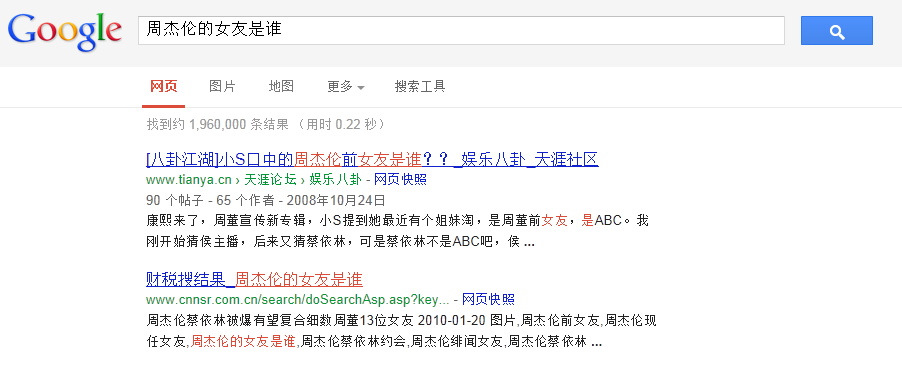 Google
周杰伦的女友是谁
网页 图片 地图 更多 搜索工具
找到约 1,960,000 条结果 （用时 0.22 秒）
[八卦江湖]小S口中的周杰伦前女友是谁？？_娱乐八卦_天涯社区
www.tianya.cn › 天涯论坛 › 娱乐八卦 - 网页快照
90 个帖子 - 65 个作者 - 2008年10月24日
康熙来了，周董宣传新专辑，小S提到她最近有个姐妹淘，是周董前女友，是ABC。我
刚开始猜侯主播，后来又猜蔡依林，可是蔡依林不是ABC吧，侯 ...
财税搜结果_周杰伦的女友是谁
www.cnnsr.com.cn/search/doSearchAsp.asp?key... - 网页快照
周杰伦蔡依林被爆有望复合细数周董13位女友 2010-01-20 图片,周杰伦前女友,周杰伦现
任女友,周杰伦的女友是谁,周杰伦蔡依林约会,周杰伦绯闻女友,周杰伦蔡依林 ...